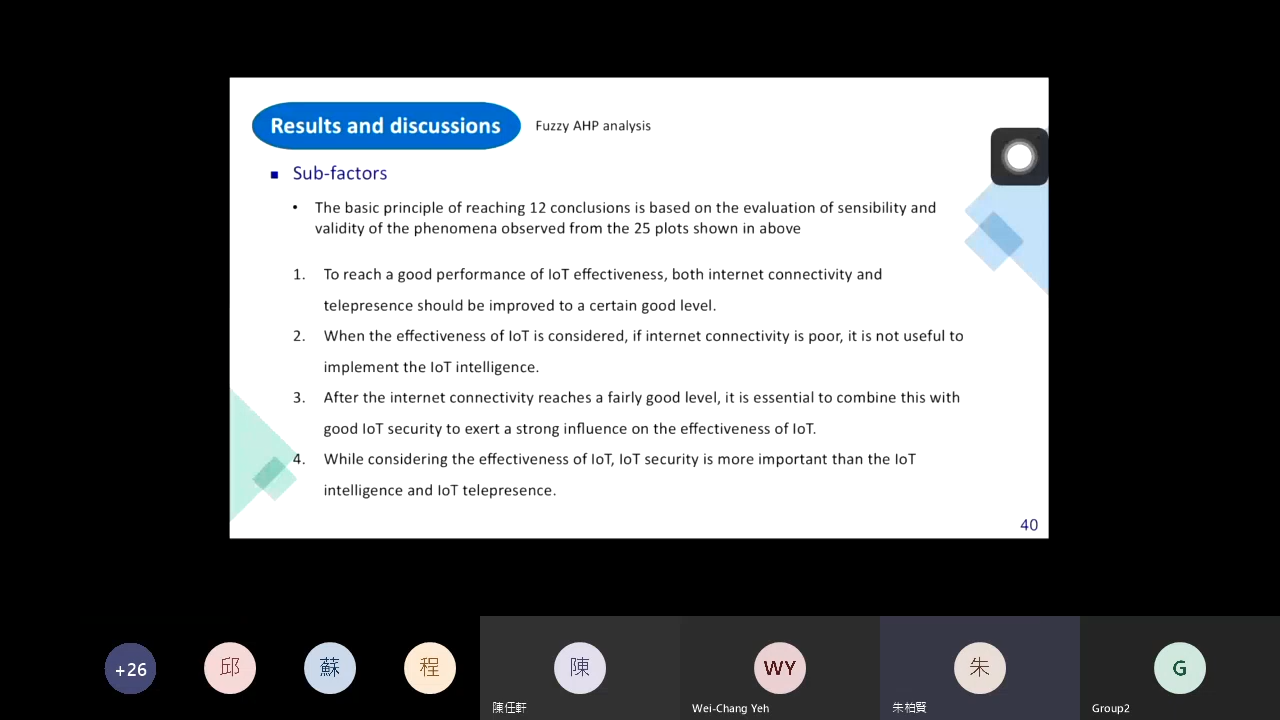 Results and discussions
Fuzzy AHP analysis
Sub-factors
• The basic principle of reaching 12 conclusions is based on the evaluation of sensibility and
validity of the phenomena observed from the 25 plots shown in above
1. To reach a good performance of IoT effectiveness, both internet connectivity and
telepresence should be improved to a certain good level.
2. When the effectiveness of IoT is considered, if internet connectivity is poor, it is not useful to
implement the IoT intelligence.
3. After the internet connectivity reaches a fairly good level, it is essential to combine this with
good IoT security to exert a strong influence on the effectiveness of IoT.
4. While considering the effectiveness of IoT, IoT security is more important than the IoT
intelligence and IoT telepresence.
40
+26
邱
蘇
程
陳
WY
朱
G
陳任軒
Wei-Chang Yeh
朱柏賢
Group2